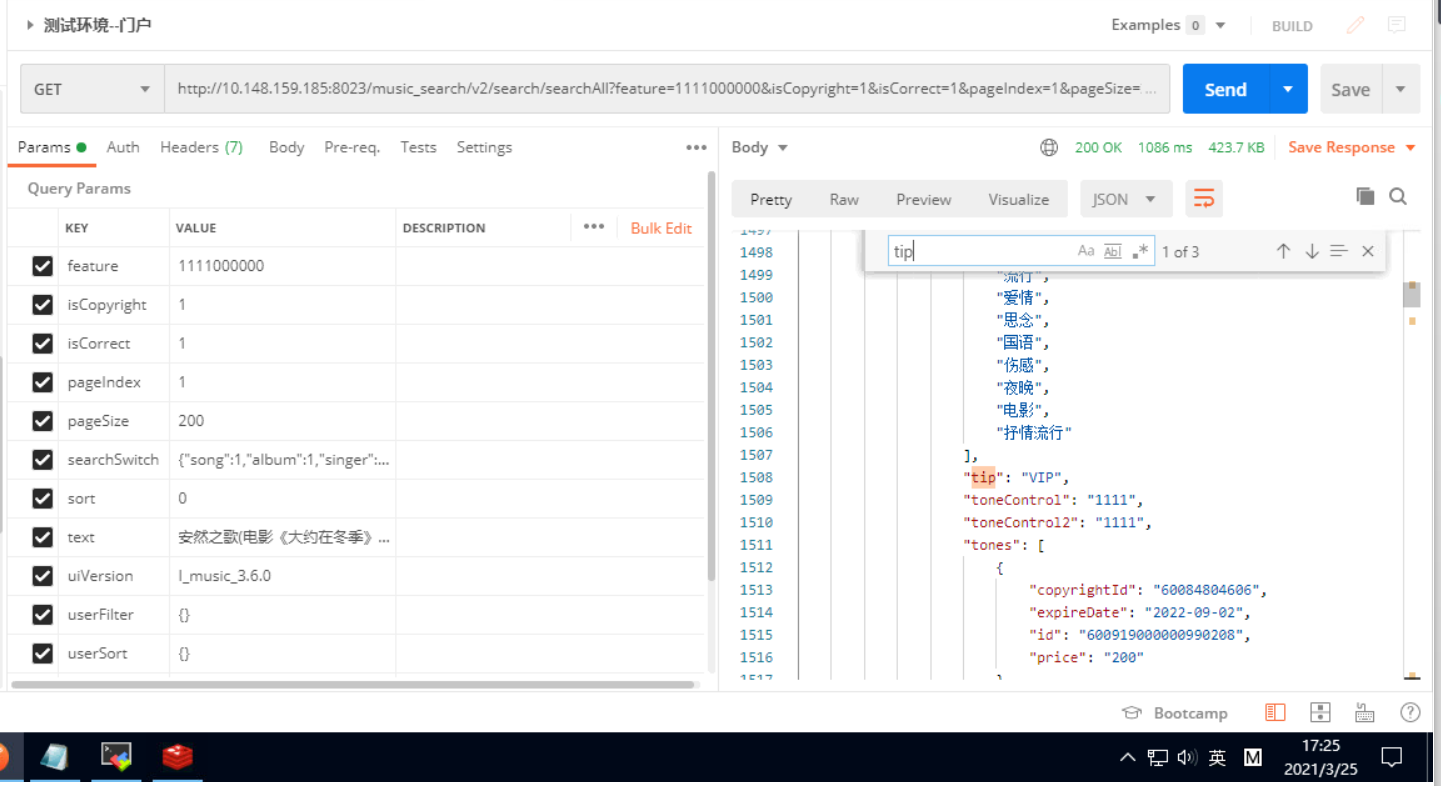 测试环境--门户
Examples 0
BUILD
GET
http://10.148.159.185:8023/music_search/v2/search/searchAll?feature=1111000000&isCopyright=1&isCorrect=1&pageIndex=1&pageSize= ...
Send
Save
Params
Auth
Headers (7)
Body
Pre-req.
Tests
Settings
Body
200 OK
1086 ms
423.7 KB
Save Response
Query Params
Pretty
Raw
Preview
Visualize
JSON
KEY
VALUE
DESCRIPTION
Bulk Edit
feature 1111000000
isCopyright 1
isCorrect 1
pageIndex 1
pageSize 200
searchSwitch {"song":1,"album":1,"singer":...
sort 0
text 安然之歌(电影《大约在冬季》...
uiVersion I_music_3.6.0
userFilter {}
userSort {}
tip
Aa Abl .*
1 of 3
1497
1498
1499 "流行",
1500 "爱情",
1501 "思念",
1502 "国语",
1503 "伤感",
1504 "夜晚",
1505 "电影",
1506 "抒情流行"
1507 ],
1508 "tip": "VIP",
1509 "toneControl": "1111",
1510 "toneControl2": "1111",
1511 "tones": [
1512 {
1513 "copyrightId": "60084804606",
1514 "expireDate": "2022-09-02",
1515 "id": "600919000000990208",
1516 "price": "200"
1517 }
Bootcamp
英
M
17:25
2021/3/25